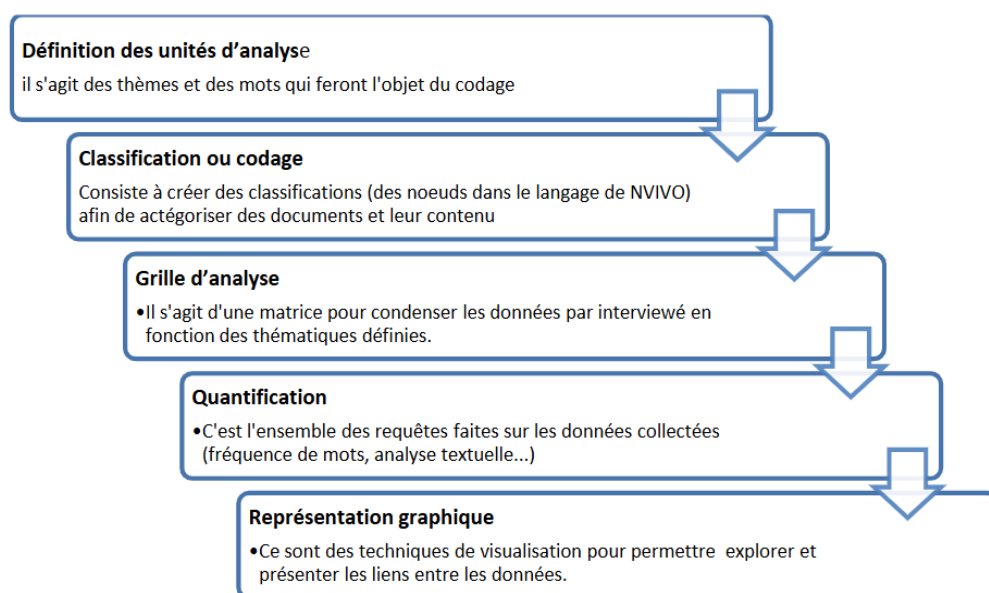 Définition des unités d'analyse
il s'agit des thèmes et des mots qui feront l'objet du codage
Classification ou codage
Consiste à créer des classifications (des noeuds dans le langage de NVIVO)
afin de actégoriser des documents et leur contenu
Grille d'analyse
•Il s'agit d'une matrice pour condenser les données par interviewé en
fonction des thématiques définies.
Quantification
•C'est l'ensemble des requêtes faites sur les données collectées
(fréquence de mots, analyse textuelle...)
Représentation graphique
•Ce sont des techniques de visualisation pour permettre explorer et
présenter les liens entre les données.